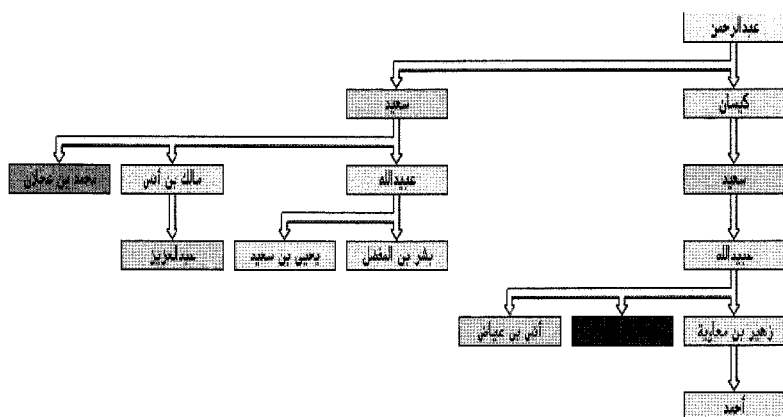 عبدالرحمن
سعيد
كيسان
محمد بن عجلان
مالك بن أنس
عبيدالله
سعيد
عبدالعزيز
يحيى بن سعيد
بشر بن المفضل
عبيدالله
أنس بن عياض
زهير بن معاوية
أحمد